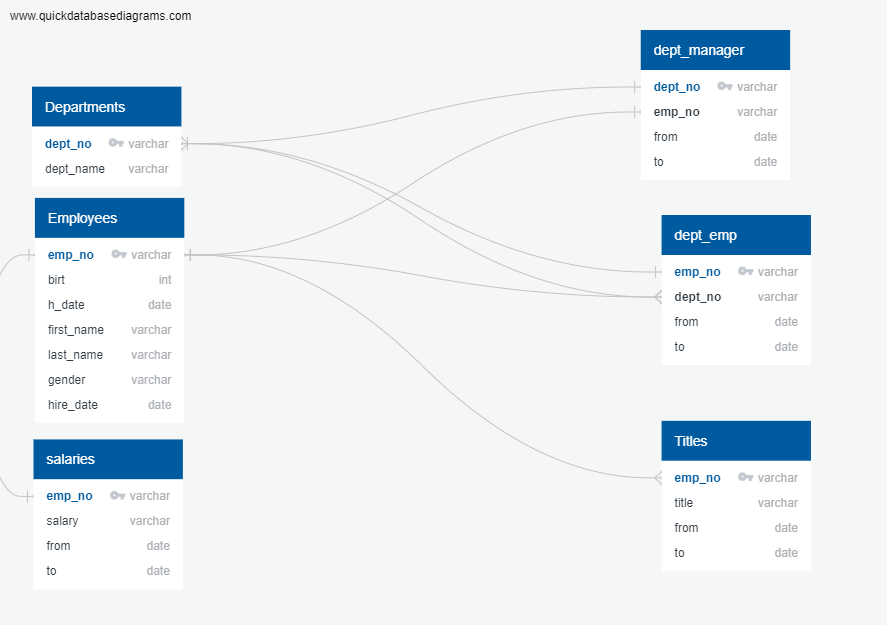 www.quickdatabasediagrams.com
Departments
dept_no varchar
dept_name varchar
Employees
emp_no varchar
birt int
h_date date
first_name varchar
last_name varchar
gender varchar
hire_date date
salaries
emp_no varchar
salary varchar
from date
to date
dept_manager
dept_no varchar
emp_no varchar
from date
to date
dept_emp
emp_no varchar
dept_no varchar
from date
to date
Titles
emp_no varchar
title varchar
from date
to date